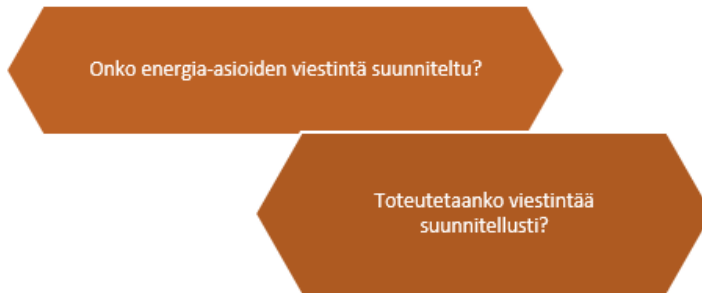 Onko energia-asioiden viestintä suunniteltu?
Toteutetaanko viestintää
suunnitellusti?